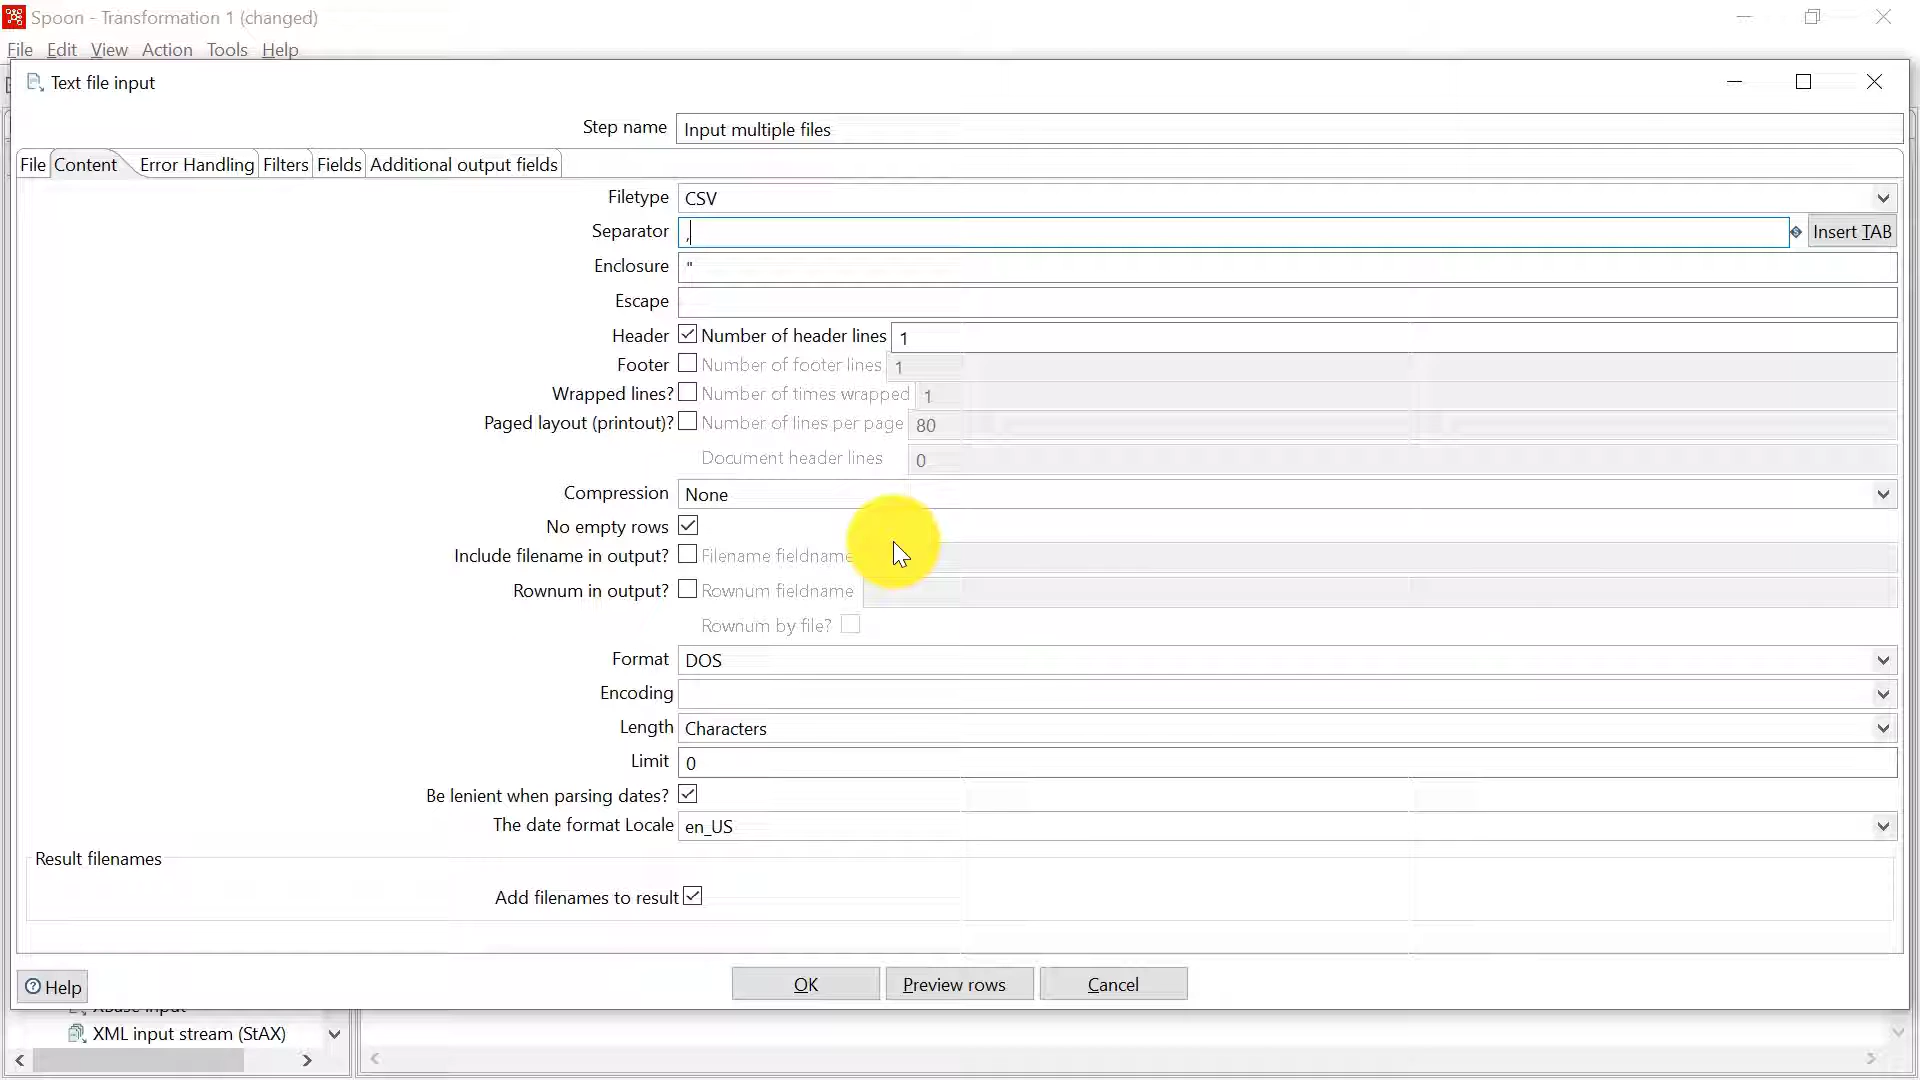 Spoon - Transformation 1 (changed)
File Edit View Action Tools Help
Text file input
Step name Input multiple files
File Content Error Handling Filters Fields Additional output fields
Filetype CSV
Separator , Insert TAB
Enclosure "
Escape
Header Number of header lines 1
Footer Number of footer lines 1
Wrapped lines? Number of times wrapped 1
Paged layout (printout)? Number of lines per page 80
Document header lines 0
Compression None
No empty rows
Include filename in output? Filename fieldname
Rownum in output? Rownum fieldname
Rownum by file?
Format DOS
Encoding
Length Characters
Limit 0
Be lenient when parsing dates?
The date format Locale en_US
Result filenames
Add filenames to result
Help OK Preview rows Cancel
XBase input
XML input stream (StAX)